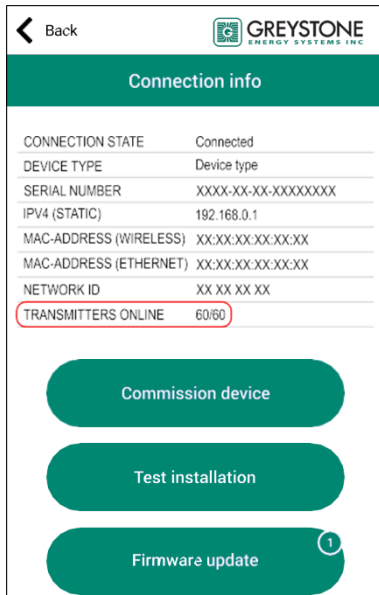 Back
GREYSTONE
ENERGY SYSTEMS INC
Connection info
CONNECTION STATE Connected
DEVICE TYPE Device type
SERIAL NUMBER XXXX-XX-XX-XXXXXXXX
IPV4 (STATIC) 192.168.0.1
MAC-ADDRESS (WIRELESS) XX:XX:XX:XX:XX:XX
MAC-ADDRESS (ETHERNET) XX:XX:XX:XX:XX:XX
NETWORK ID XX XX XX XX
TRANSMITTERS ONLINE 60/60
Commission device
Test installation
1
Firmware update